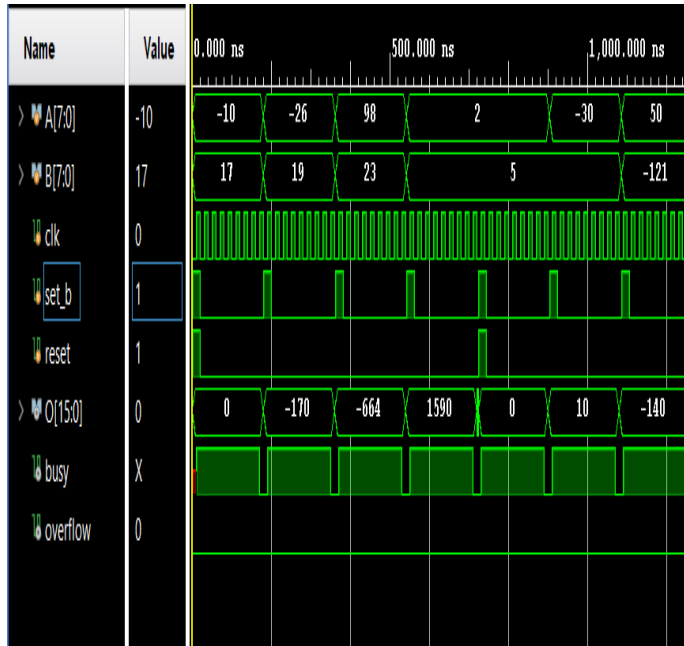 Name Value 0.000 ns 500.000 ns 1,000.000 ns
A[7:0] -10 -10 -26 98 2 -30 50
B[7:0] 17 17 19 23 5 -121
clk 0
set_b 1
reset 1
O[15:0] 0 0 -170 -664 1590 0 10 -140
busy X
overflow 0